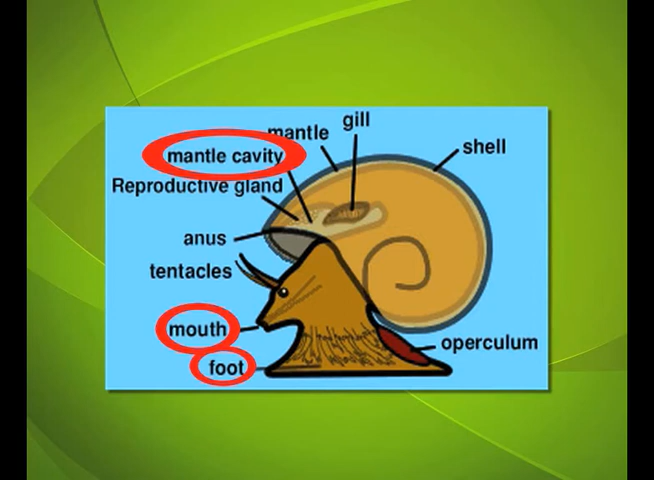 gill
mantle
mantle cavity
shell
Reproductive gland
anus
tentacles
mouth
operculum
foot